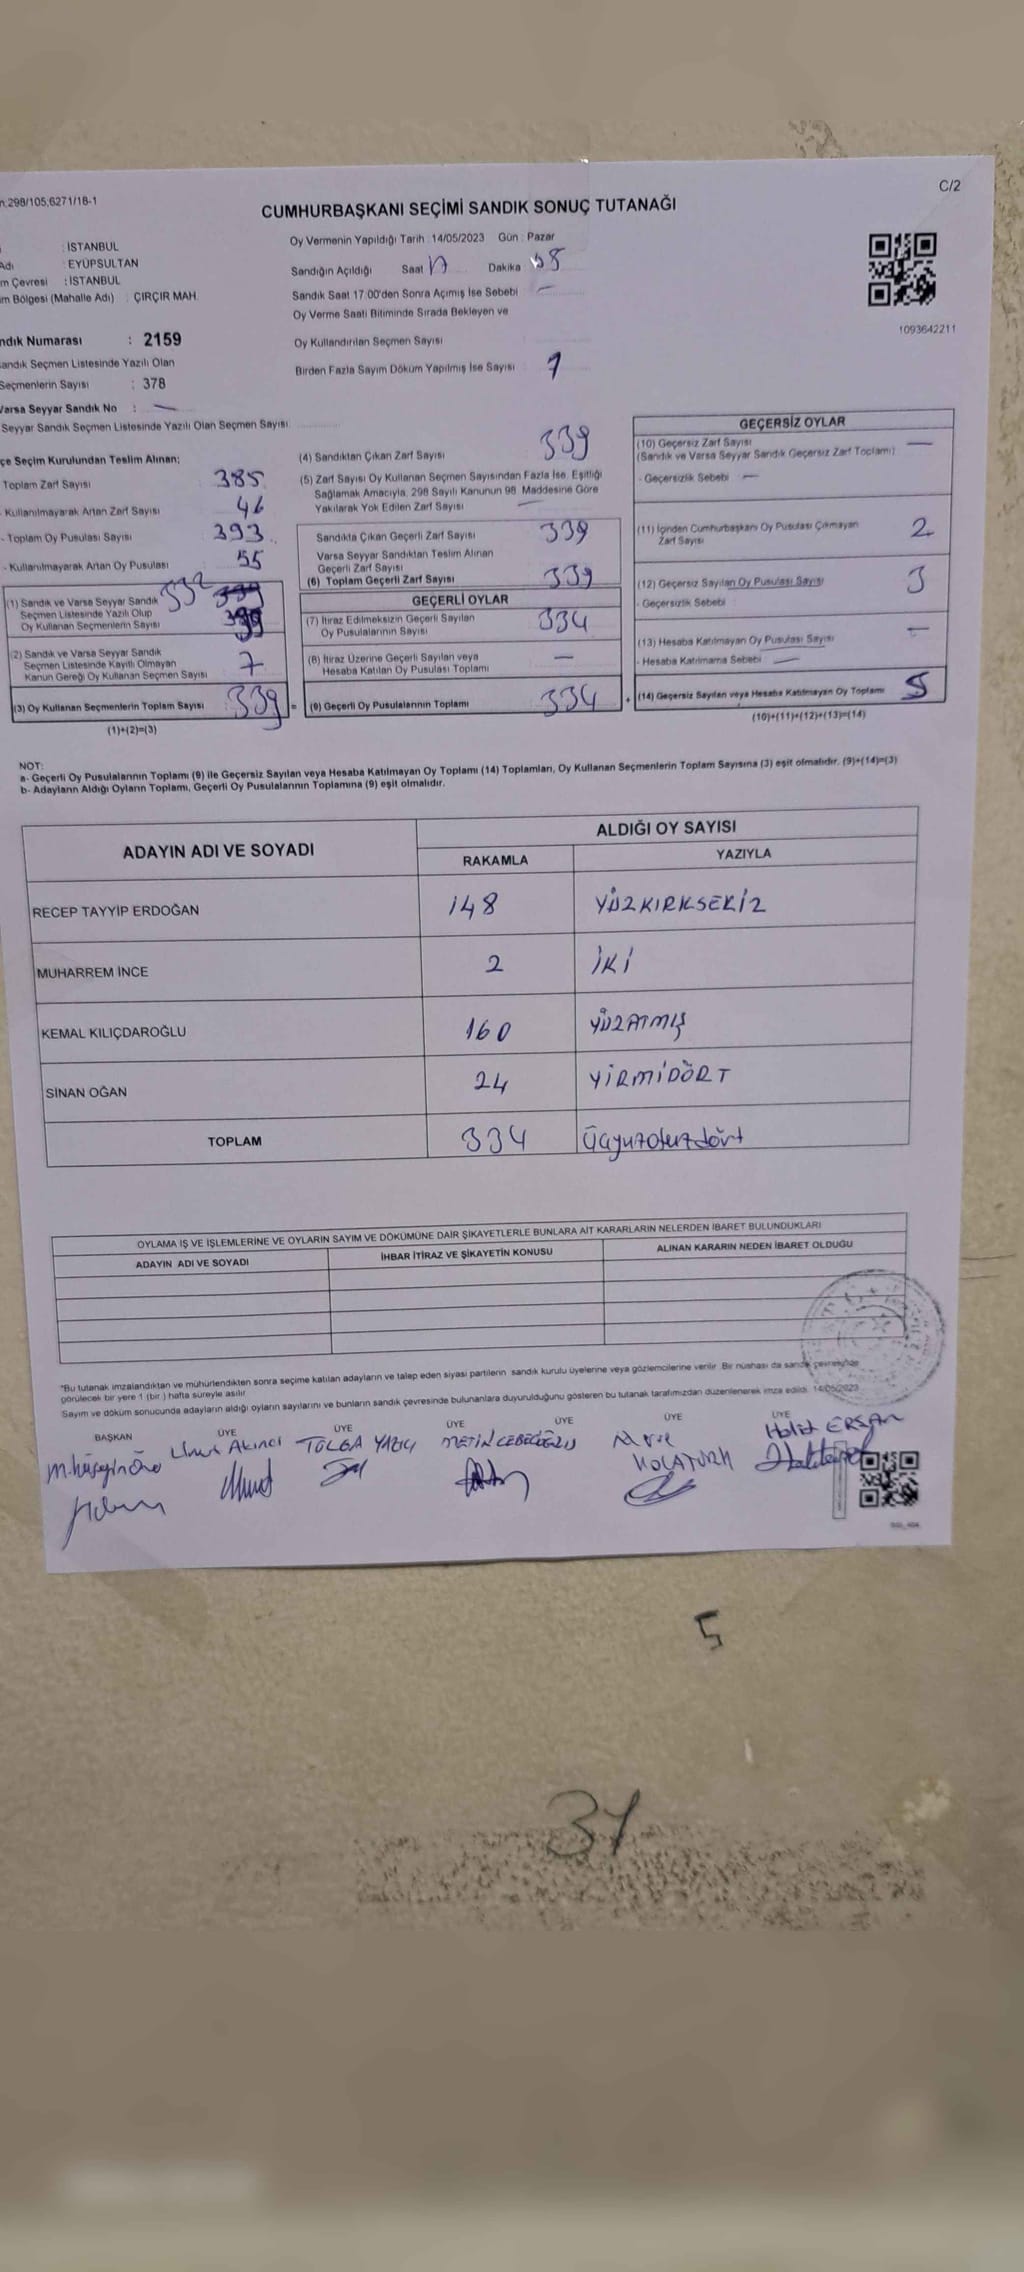 298/105;6271/18-1
C/2
CUMHURBAŞKANI SEÇİMİ SANDIK SONUÇ TUTANAĞI
: İSTANBUL
Adı : EYÜPSULTAN
m Çevresi : İSTANBUL
m Bölgesi (Mahalle Adı) : ÇIRÇIR MAH.
Oy Vermenin Yapıldığı Tarih : 14/05/2023 Gün : Pazar
Sandığın Açıldığı Saat Dakika
Sandık Saat 17:00'den Sonra Açımış İse Sebebi —
Oy Verme Saati Bitiminde Sırada Bekleyen ve
Oy Kullandırılan Seçmen Sayısı
Birden Fazla Sayım Döküm Yapılmış İse Sayısı 1
1093642211
ndık Numarası : 2159
andık Seçmen Listesinde Yazılı Olan
Seçmenlerin Sayısı : 378
Varsa Seyyar Sandık No : —
Seyyar Sandık Seçmen Listesinde Yazılı Olan Seçmen Sayısı:
çe Seçim Kurulundan Teslim Alınan;
Toplam Zarf Sayısı 385
- Kullanılmayarak Artan Zarf Sayısı 46
- Toplam Oy Pusulası Sayısı 393
- Kullanılmayarak Artan Oy Pusulası 55
(1) Sandık ve Varsa Seyyar Sandık
Seçmen Listesinde Yazılı Olup
Oy Kullanan Seçmenlerin Sayısı 332
(2) Sandık ve Varsa Seyyar Sandık
Seçmen Listesinde Kayıtlı Olmayan
Kanun Gereği Oy Kullanan Seçmen Sayısı 7
(3) Oy Kullanan Seçmenlerin Toplam Sayısı 339 =
(1)+(2)=(3)
(4) Sandıktan Çıkan Zarf Sayısı 339
(5) Zarf Sayısı Oy Kullanan Seçmen Sayısından Fazla İse, Eşitliği
Sağlamak Amacıyla, 298 Sayılı Kanunun 98. Maddesine Göre
Yakılarak Yok Edilen Zarf Sayısı —
Sandıkta Çıkan Geçerli Zarf Sayısı 339
Varsa Seyyar Sandıktan Teslim Alınan
Geçerli Zarf Sayısı
(6) Toplam Geçerli Zarf Sayısı 339
GEÇERLİ OYLAR
(7) İtiraz Edilmeksizin Geçerli Sayılan
Oy Pusulalarının Sayısı 334
(8) İtiraz Üzerine Geçerli Sayılan veya
Hesaba Katılan Oy Pusulası Toplamı —
(9) Geçerli Oy Pusulalarının Toplamı 334 +
GEÇERSİZ OYLAR
(10) Geçersiz Zarf Sayısı —
(Sandık ve Varsa Seyyar Sandık Geçersiz Zarf Toplamı)
- Geçersizlik Sebebi —
(11) İçinden Cumhurbaşkanı Oy Pusulası Çıkmayan
Zarf Sayısı 2
(12) Geçersiz Sayılan Oy Pusulası Sayısı 3
- Geçersizlik Sebebi
(13) Hesaba Katılmayan Oy Pusulası Sayısı —
- Hesaba Katılmama Sebebi —
(14) Geçersiz Sayılan veya Hesaba Katılmayan Oy Toplamı 5
(10)+(11)+(12)+(13)=(14)
NOT:
a- Geçerli Oy Pusulalarının Toplamı (9) ile Geçersiz Sayılan veya Hesaba Katılmayan Oy Toplamı (14) Toplamları, Oy Kullanan Seçmenlerin Toplam Sayısına (3) eşit olmalıdır. (9)+(14)=(3)
b- Adayların Aldığı Oyların Toplamı, Geçerli Oy Pusulalarının Toplamına (9) eşit olmalıdır.
ADAYIN ADI VE SOYADI
ALDIĞI OY SAYISI
RAKAMLA YAZIYLA
RECEP TAYYİP ERDOĞAN 148 YÜZKIRKSEKİZ
MUHARREM İNCE 2 İKİ
KEMAL KILIÇDAROĞLU 160 YÜZATMIŞ
SİNAN OĞAN 24 YİRMİDÖRT
TOPLAM 334 Üçyüzotuzdört
OYLAMA İŞ VE İŞLEMLERİNE VE OYLARIN SAYIM VE DÖKÜMÜNE DAİR ŞİKAYETLERLE BUNLARA AİT KARARLARIN NELERDEN İBARET BULUNDUKLARI
ADAYIN ADI VE SOYADI İHBAR İTİRAZ VE ŞİKAYETİN KONUSU ALINAN KARARIN NEDEN İBARET OLDUĞU
*Bu tutanak imzalandıktan ve mühürlendikten sonra seçime katılan adayların ve talep eden siyasi partilerin sandık kurulu üyelerine veya gözlemcilerine verilir. Bir nüshası da sandık çevresinde
görülecek bir yere 1 (bir) hafta süreyle asılır.
Sayım ve döküm sonucunda adayların aldığı oyların sayılarını ve bunların sandık çevresinde bulunanlara duyurulduğunu gösteren bu tutanak tarafımızdan düzenlenerek imza edildi. 14/05/2023
BAŞKAN ÜYE ÜYE ÜYE ÜYE ÜYE ÜYE
Akıncı TOLGA YAZICI METİN Halit ERSAN
5
34